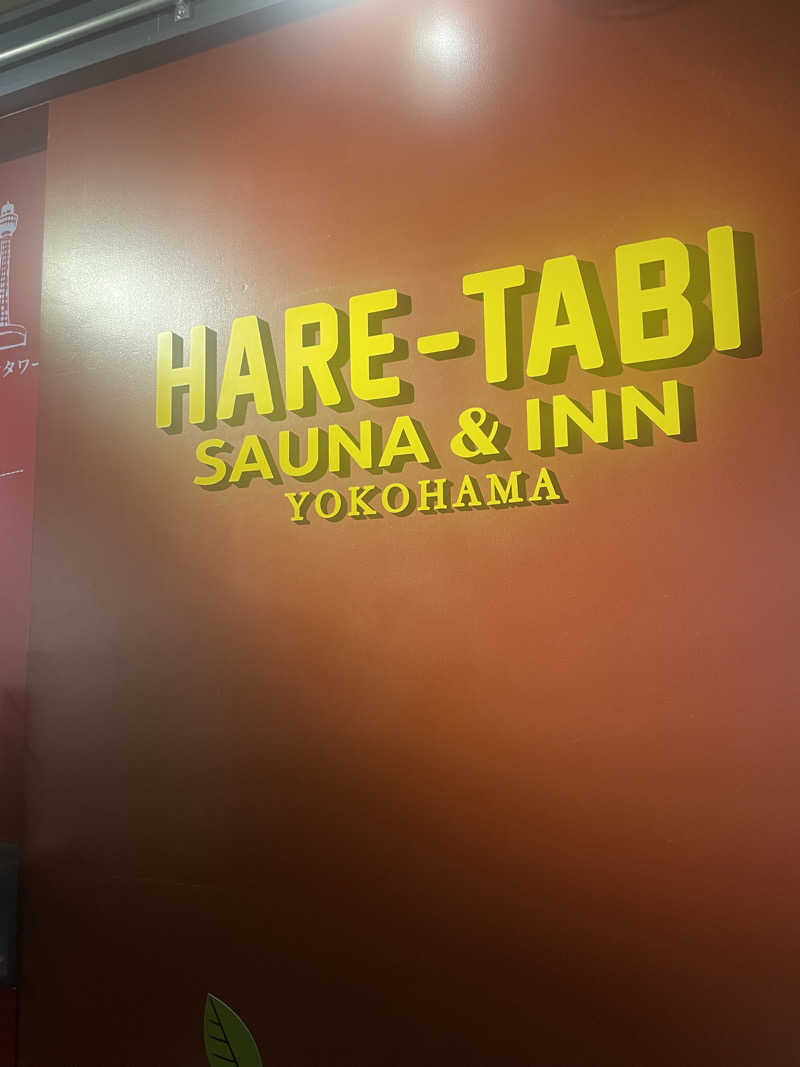 HARE-TABI
SAUNA & INN
YOKOHAMA
タワー